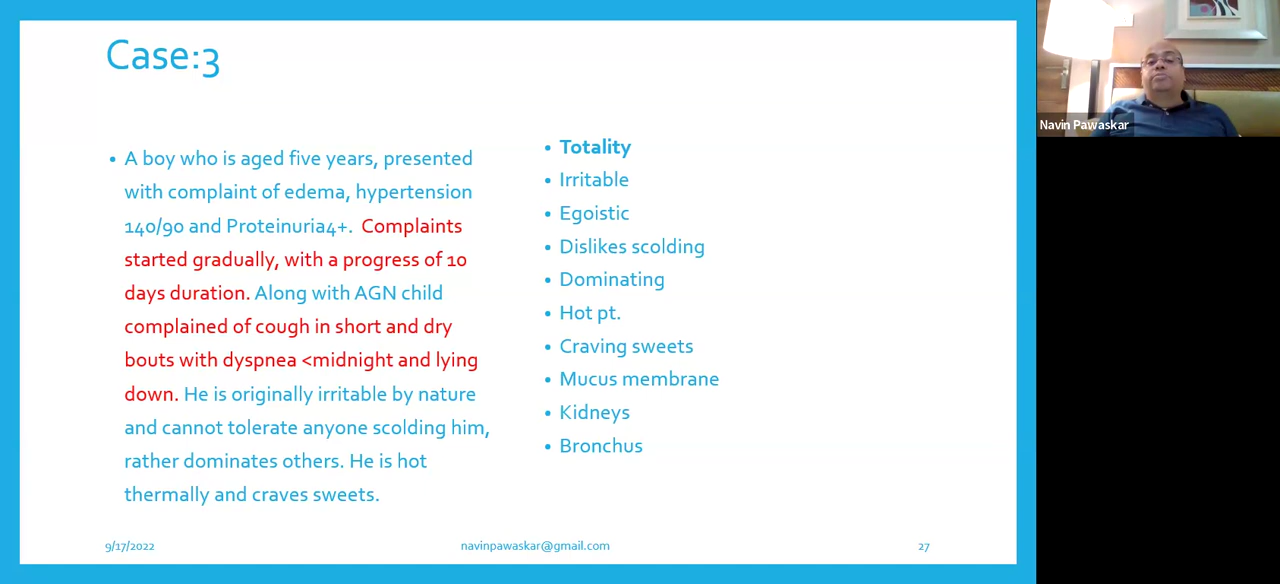 Case:3
• A boy who is aged five years, presented
with complaint of edema, hypertension
140/90 and Proteinuria4+. Complaints
started gradually, with a progress of 10
days duration. Along with AGN child
complained of cough in short and dry
bouts with dyspnea <midnight and lying
down. He is originally irritable by nature
and cannot tolerate anyone scolding him,
rather dominates others. He is hot
thermally and craves sweets.
• Totality
• Irritable
• Egoistic
• Dislikes scolding
• Dominating
• Hot pt.
• Craving sweets
• Mucus membrane
• Kidneys
• Bronchus
9/17/2022
navinpawaskar@gmail.com
27
Navin Pawaskar